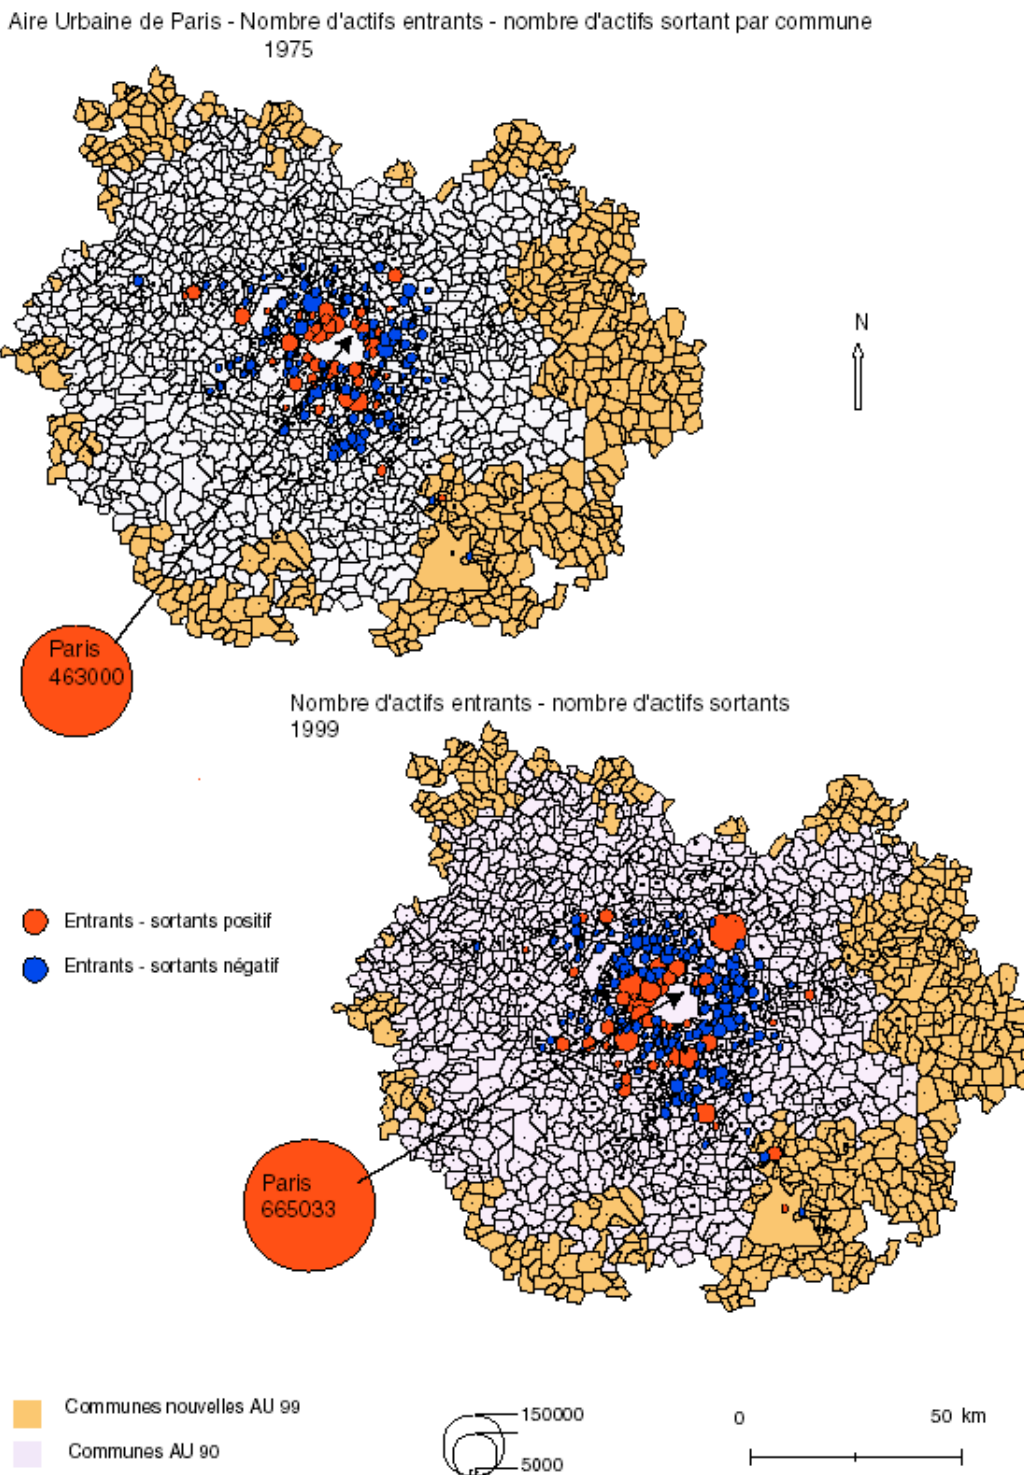 Aire Urbaine de Paris - Nombre d'actifs entrants - nombre d'actifs sortant par commune
1975
N
Paris
463000
Nombre d'actifs entrants - nombre d'actifs sortants
1999
Entrants - sortants positif
Entrants - sortants négatif
Paris
665033
Communes nouvelles AU 99
Communes AU 90
150000
5000
0
50 km